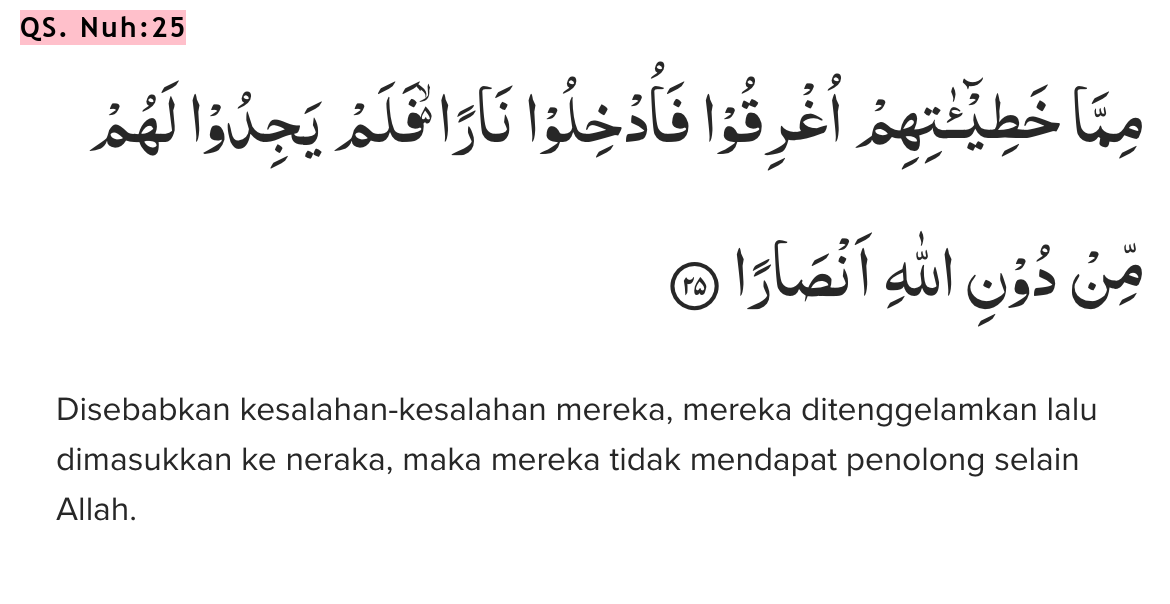 QS. Nuh:25
مِمَّا خَطِيْۤـٰٔتِهِمْ اُغْرِقُوْا فَاُدْخِلُوْا نَارًا ەۙ فَلَمْ يَجِدُوْا لَهُمْ
مِّنْ دُوْنِ اللّٰهِ اَنْصَارًا ۝٢٥
Disebabkan kesalahan-kesalahan mereka, mereka ditenggelamkan lalu
dimasukkan ke neraka, maka mereka tidak mendapat penolong selain
Allah.